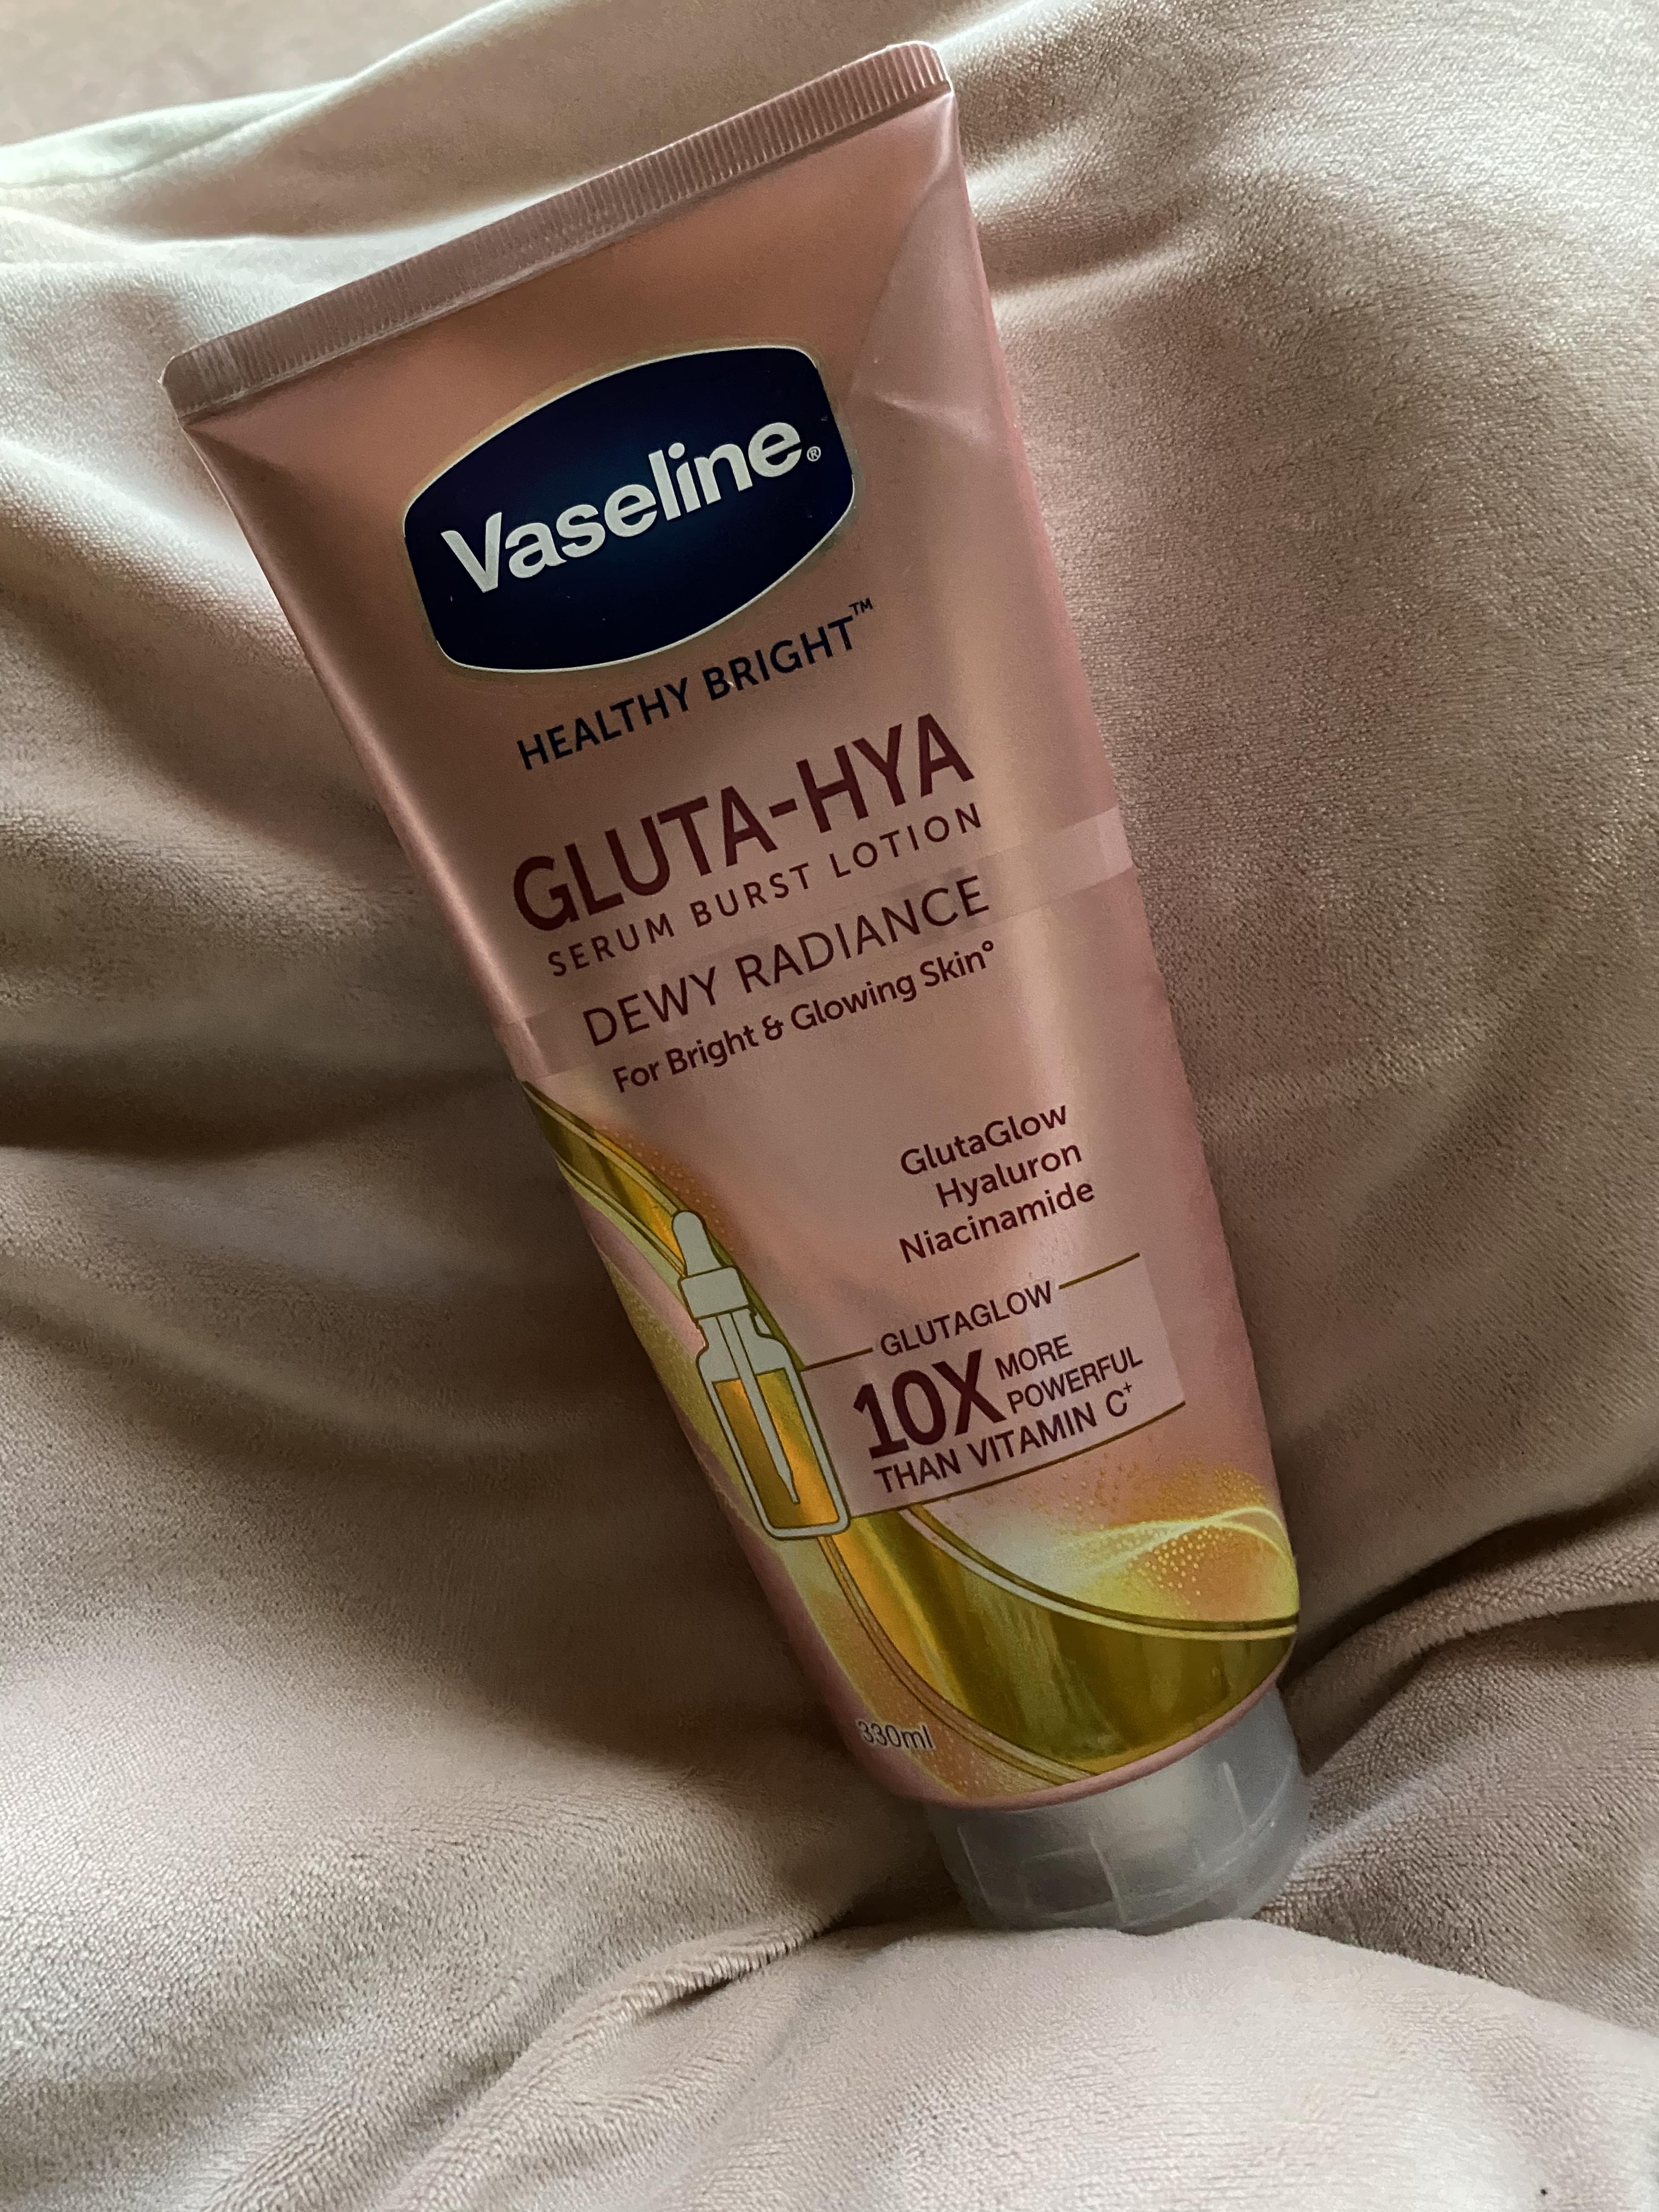 Vaseline®
HEALTHY BRIGHT™
GLUTA-HYA
SERUM BURST LOTION
DEWY RADIANCE
For Bright & Glowing Skin°
GlutaGlow
Hyaluron
Niacinamide
GLUTAGLOW
10X MORE
POWERFUL
THAN VITAMIN C⁺
330ml